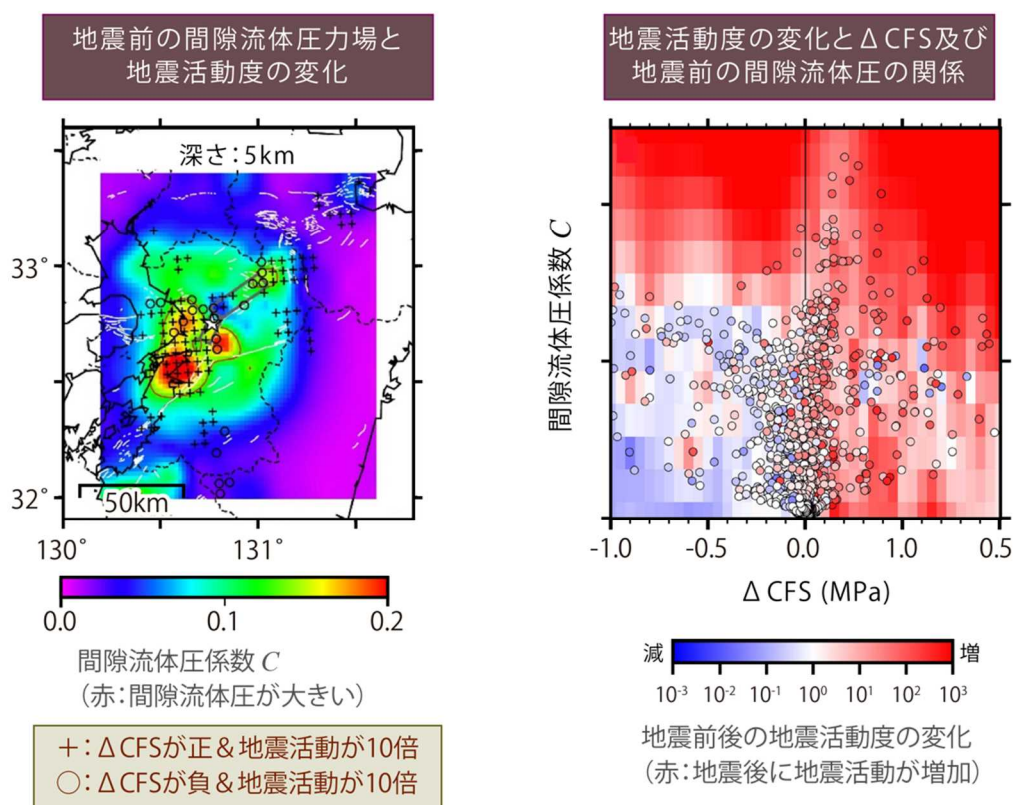 地震前の間隙流体圧力場と
地震活動度の変化
深さ:5km
33°
32°
50km
130°
131°
0.0
0.1
0.2
間隙流体圧係数 C
(赤:間隙流体圧が大きい)
+:ΔCFSが正&地震活動が10倍
○:ΔCFSが負&地震活動が10倍
地震活動度の変化とΔCFS及び
地震前の間隙流体圧の関係
間隙流体圧係数 C
-1.0
-0.5
0.0
1.0
0.5
Δ CFS (MPa)
減
増
10⁻³
10⁻²
10⁻¹
10⁰
10¹
10²
10³
地震前後の地震活動度の変化
(赤:地震後に地震活動が増加)